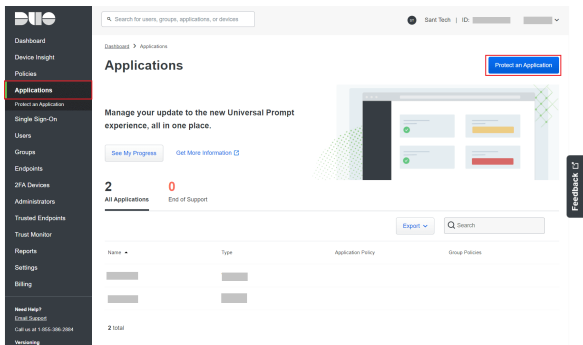 DUO
Search for users, groups, applications, or devices
Sant Tech | ID:
Dashboard
Device Insight
Policies
Applications
Protect an Application
Single Sign-On
Users
Groups
Endpoints
2FA Devices
Administrators
Trusted Endpoints
Trust Monitor
Reports
Settings
Billing
Need Help?
Email Support
Call us at 1-855-386-2884
Versioning
Dashboard > Applications
Applications
Protect an Application
Manage your update to the new Universal Prompt
experience, all in one place.
See My Progress
Get More Information
2
All Applications
0
End of Support
Export
Search
Name
Type
Application Policy
Group Policies
2 total
Feedback